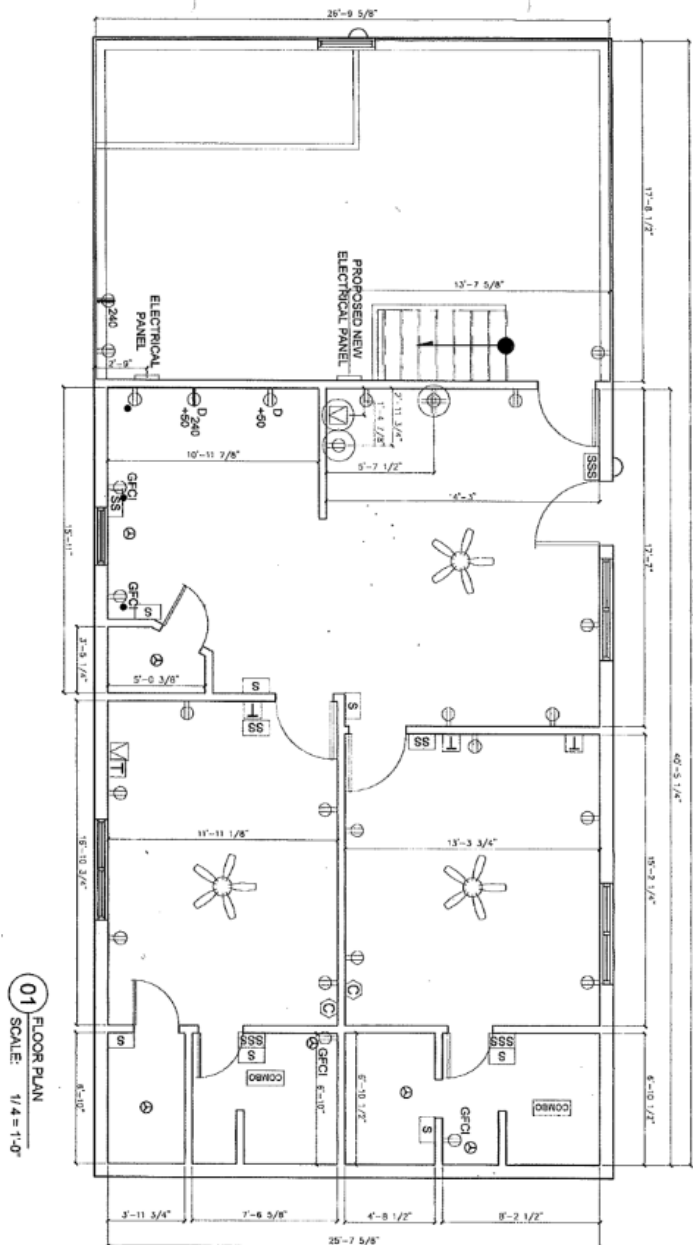 26'-9 5/8"
17'-8 1/2"
13'-7 5/8"
PROPOSED NEW
ELECTRICAL PANEL
ELECTRICAL
PANEL
240
2'-9"
D
240
+50
D
+50
10'-11 7/8"
2'-11 3/4"
1'-4 7/8"
5'-7 1/2"
14'-3"
SSS
12'-7"
GFCI
SS
GFCI
S
15'-11"
3'-5 1/4"
5'-0 3/8"
S
S
SS
SS
T
40'-5 1/4"
11'-11 1/8"
13'-3 3/4"
16'-10 3/4"
15'-2 1/4"
C
C
S
SSS
S
COMBO
GFCI
6'-10"
6'-10 1/2"
S
GFCI
SSS
S
COMBO
6'-10 1/2"
6'-10"
3'-11 3/4"
7'-6 5/8"
4'-8 1/2"
8'-2 1/2"
25'-7 5/8"
01
FLOOR PLAN
SCALE: 1/4 = 1'-0"